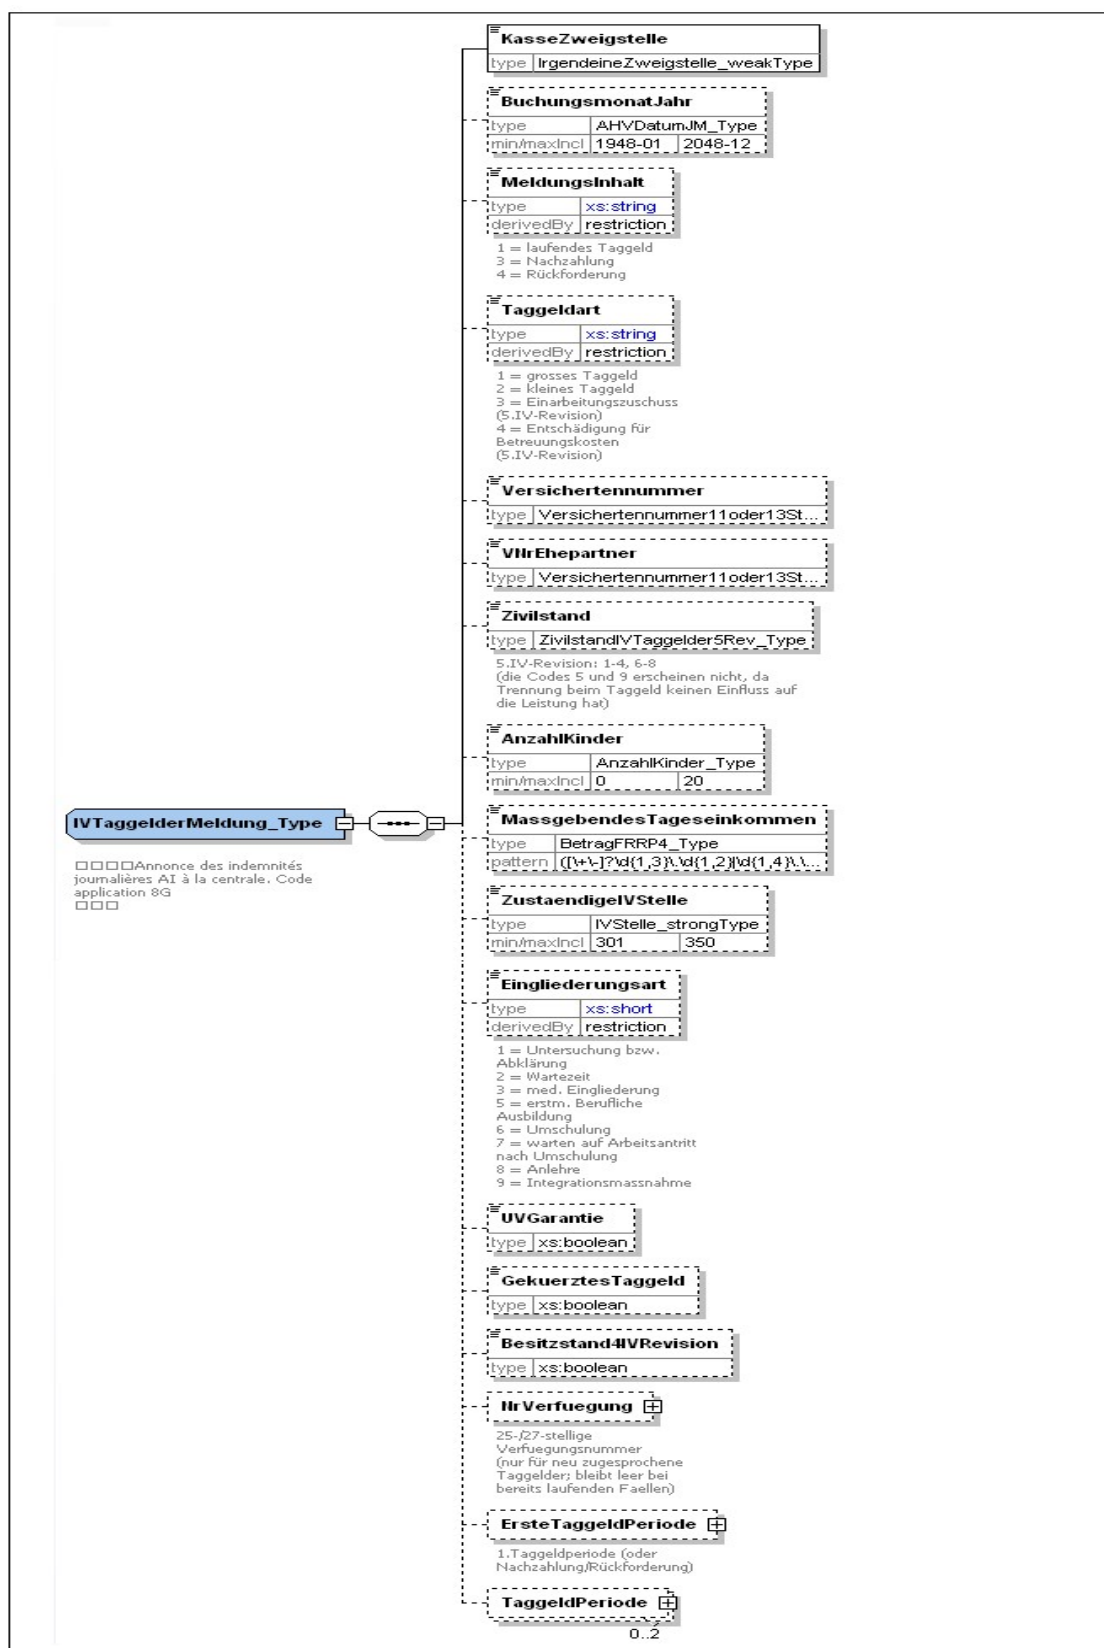 KasseZweigstelle
type IrgendeineZweigstelle_weakType
BuchungsmonatJahr
type AHVDatumJM_Type
min/maxIncl 1948-01 2048-12
MeldungsInhalt
type xs:string
derivedBy restriction
1 = laufendes Taggeld
3 = Nachzahlung
4 = Rückforderung
Taggeldart
type xs:string
derivedBy restriction
1 = grosses Taggeld
2 = kleines Taggeld
3 = Einarbeitungszuschuss
(5.IV-Revision)
4 = Entschädigung für
Betreuungskosten
(5.IV-Revision)
Versichertennummer
type Versichertennummer11oder13St...
VNrEhepartner
type Versichertennummer11oder13St...
Zivilstand
type ZivilstandIVTaggelder5Rev_Type
5.IV-Revision: 1-4, 6-8
(die Codes 5 und 9 erscheinen nicht, da
Trennung beim Taggeld keinen Einfluss auf
die Leistung hat)
AnzahlKinder
type AnzahlKinder_Type
min/maxIncl 0 20
IVTaggelderMeldung_Type
Annonce des indemnités
journalières AI à la centrale. Code
application 8G
MassgebendesTageseinkommen
type BetragFRRP4_Type
pattern ([\+\-]?\d{1,3}\.\d{1,2}|\d{1,4}\.\...
ZustaendigeIVStelle
type IVStelle_strongType
min/maxIncl 301 350
Eingliederungsart
type xs:short
derivedBy restriction
1 = Untersuchung bzw.
Abklärung
2 = Wartezeit
3 = med. Eingliederung
5 = erstm. Berufliche
Ausbildung
6 = Umschulung
7 = warten auf Arbeitsantritt
nach Umschulung
8 = Anlehre
9 = Integrationsmassnahme
UVGarantie
type xs:boolean
GekuerztesTaggeld
type xs:boolean
Besitzstand4IVRevision
type xs:boolean
NrVerfuegung
25-/27-stellige
Verfuegungsnummer
(nur für neu zugesprochene
Taggelder; bleibt leer bei
bereits laufenden Faellen)
ErsteTaggeldPeriode
1.Taggeldperiode (oder
Nachzahlung/Rückforderung)
TaggeldPeriode
0..2